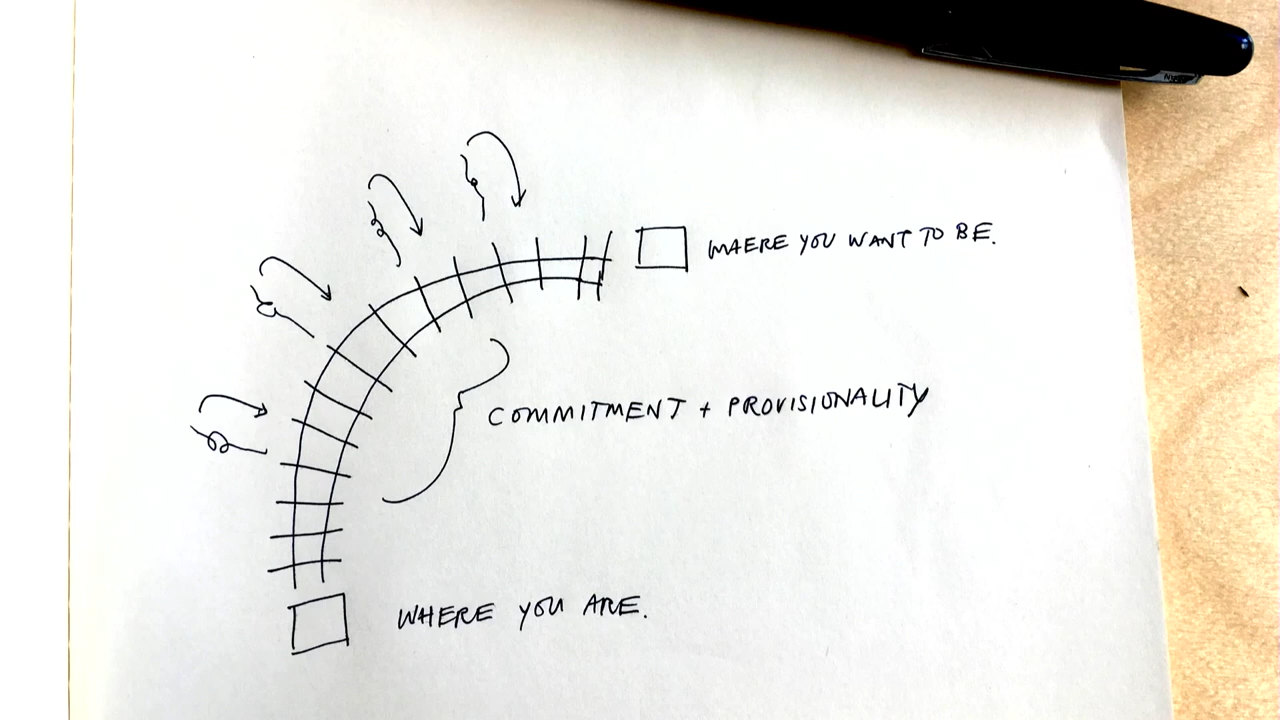 WHERE YOU WANT TO BE.
COMMITMENT + PROVISIONALITY
WHERE YOU ARE.